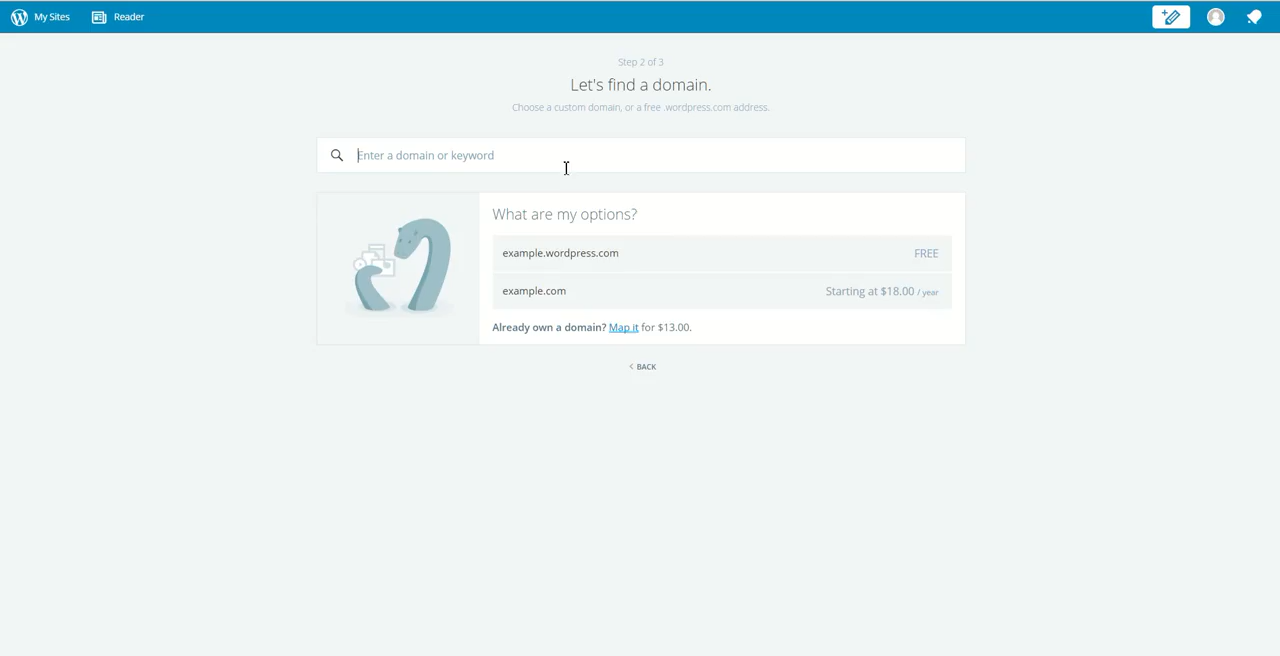 My Sites Reader
Step 2 of 3
Let's find a domain.
Choose a custom domain, or a free .wordpress.com address.
Enter a domain or keyword
What are my options?
example.wordpress.com FREE
example.com Starting at $18.00 / year
Already own a domain? Map it for $13.00.
< BACK